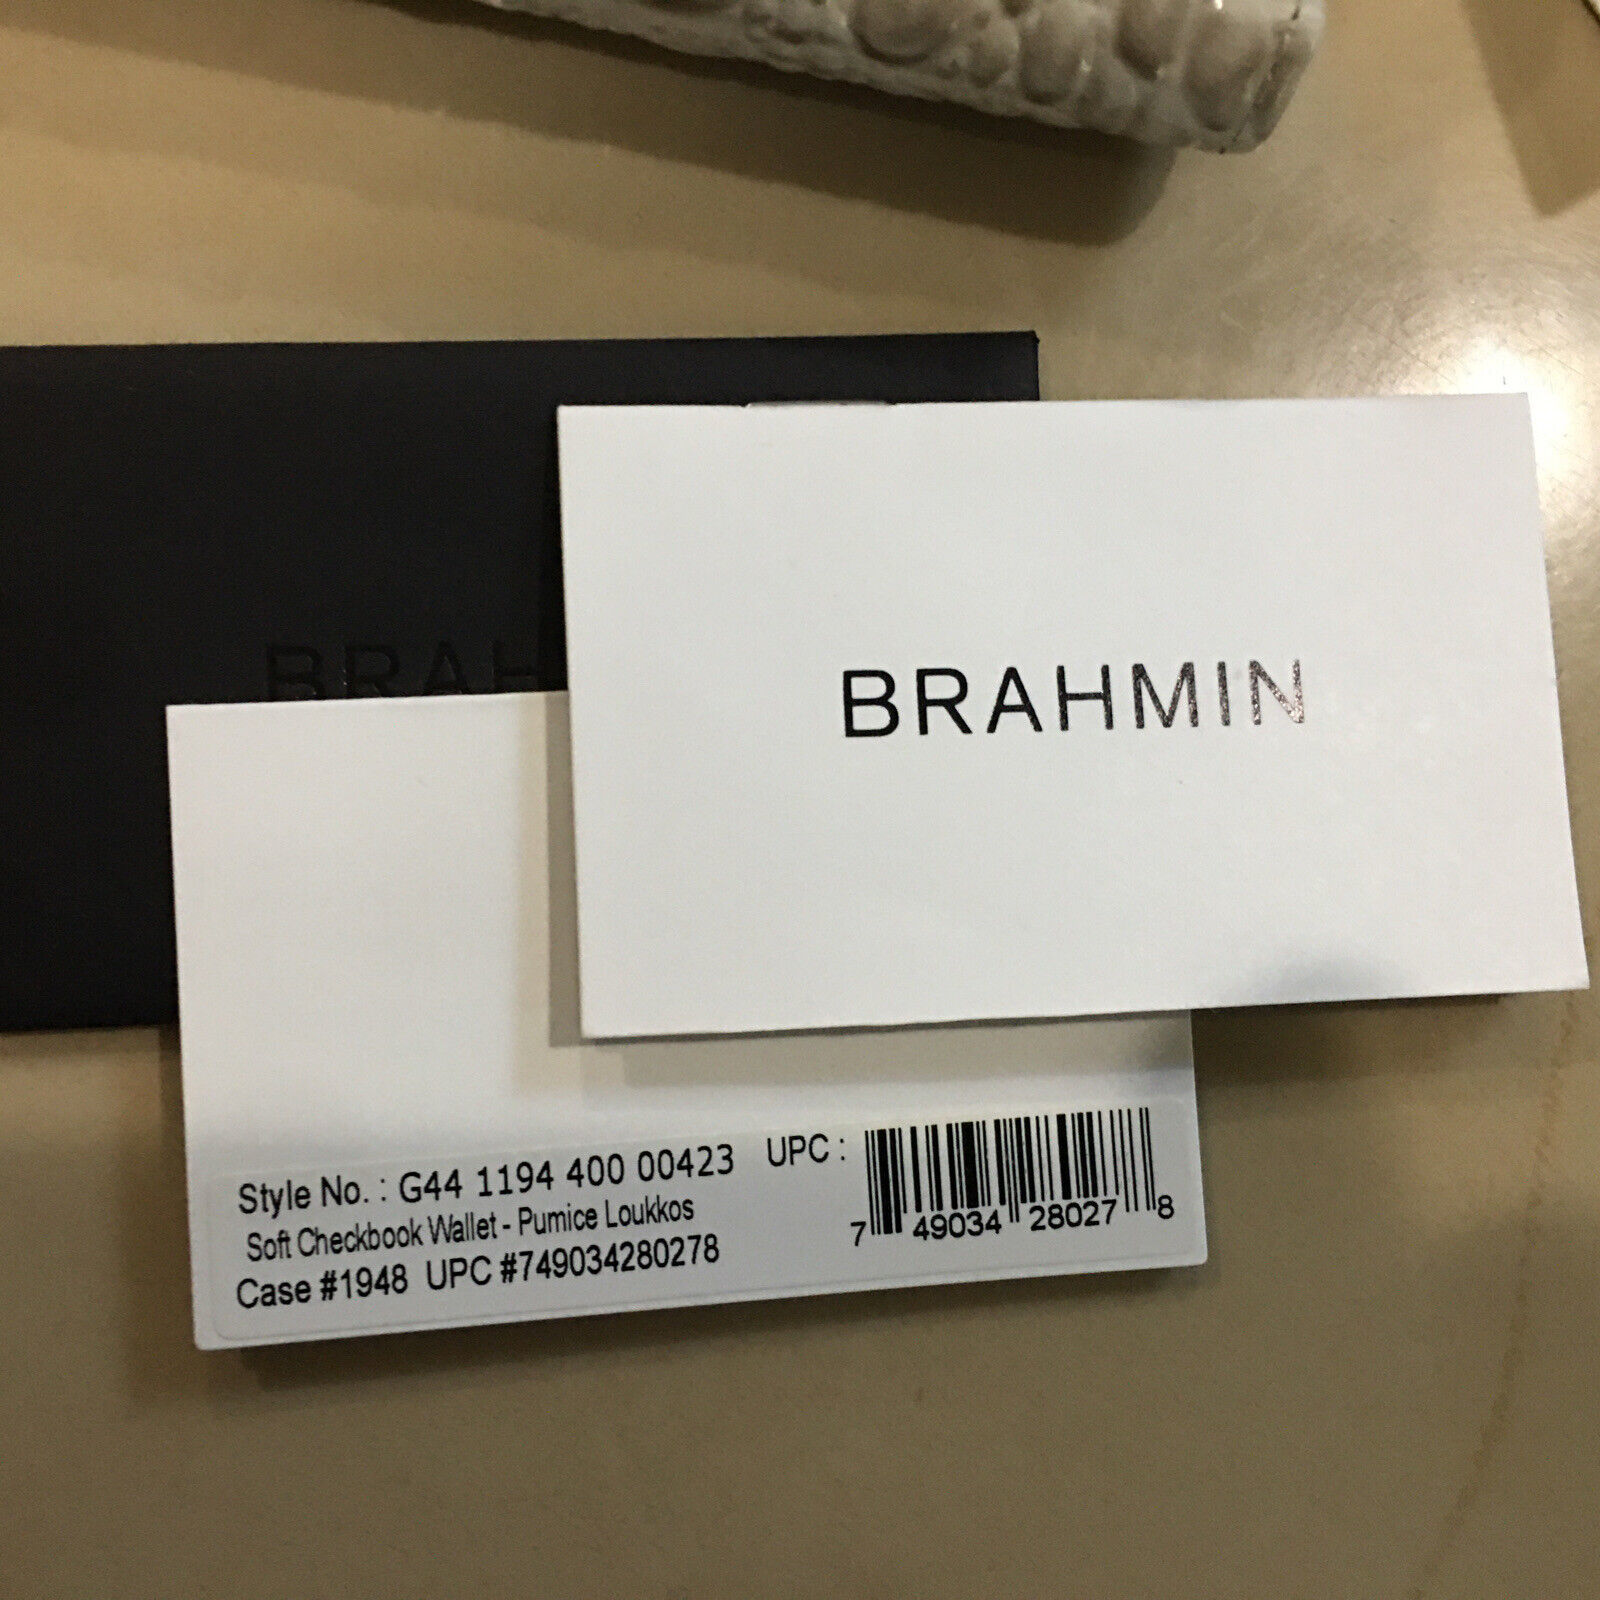 BRAH
BRAHMIN
Style No. : G44 1194 400 00423 UPC :
Soft Checkbook Wallet - Pumice Loukkos
Case #1948 UPC #749034280278
7 49034 28027 8